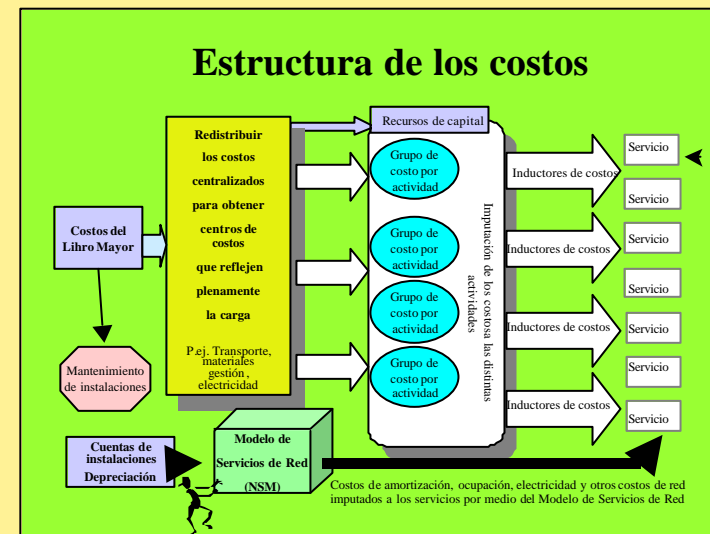 Estructura de los costos
Redistribuir
los costos
centralizados
para obtener
centros de
costos
que reflejen
plenamente
la carga
P.ej. Transporte,
materiales
gestión,
electricidad
Costos del
Libro Mayor
Mantenimiento
de instalaciones
Cuentas de
instalaciones
Depreciación
Modelo de
Servicios de Red
(NSM)
Recursos de capital
Grupo de
costo por
actividad
Grupo de
costo por
actividad
Grupo de
costo por
actividad
Grupo de
costo por
actividad
Imputación de los costosa las distintas
actividades
Inductores de costos
Inductores de costos
Inductores de costos
Inductores de costos
Servicio
Servicio
Servicio
Servicio
Servicio
Servicio
Servicio
Costos de amortización, ocupación, electricidad y otros costos de red
imputados a los servicios por medio del Modelo de Servicios de Red